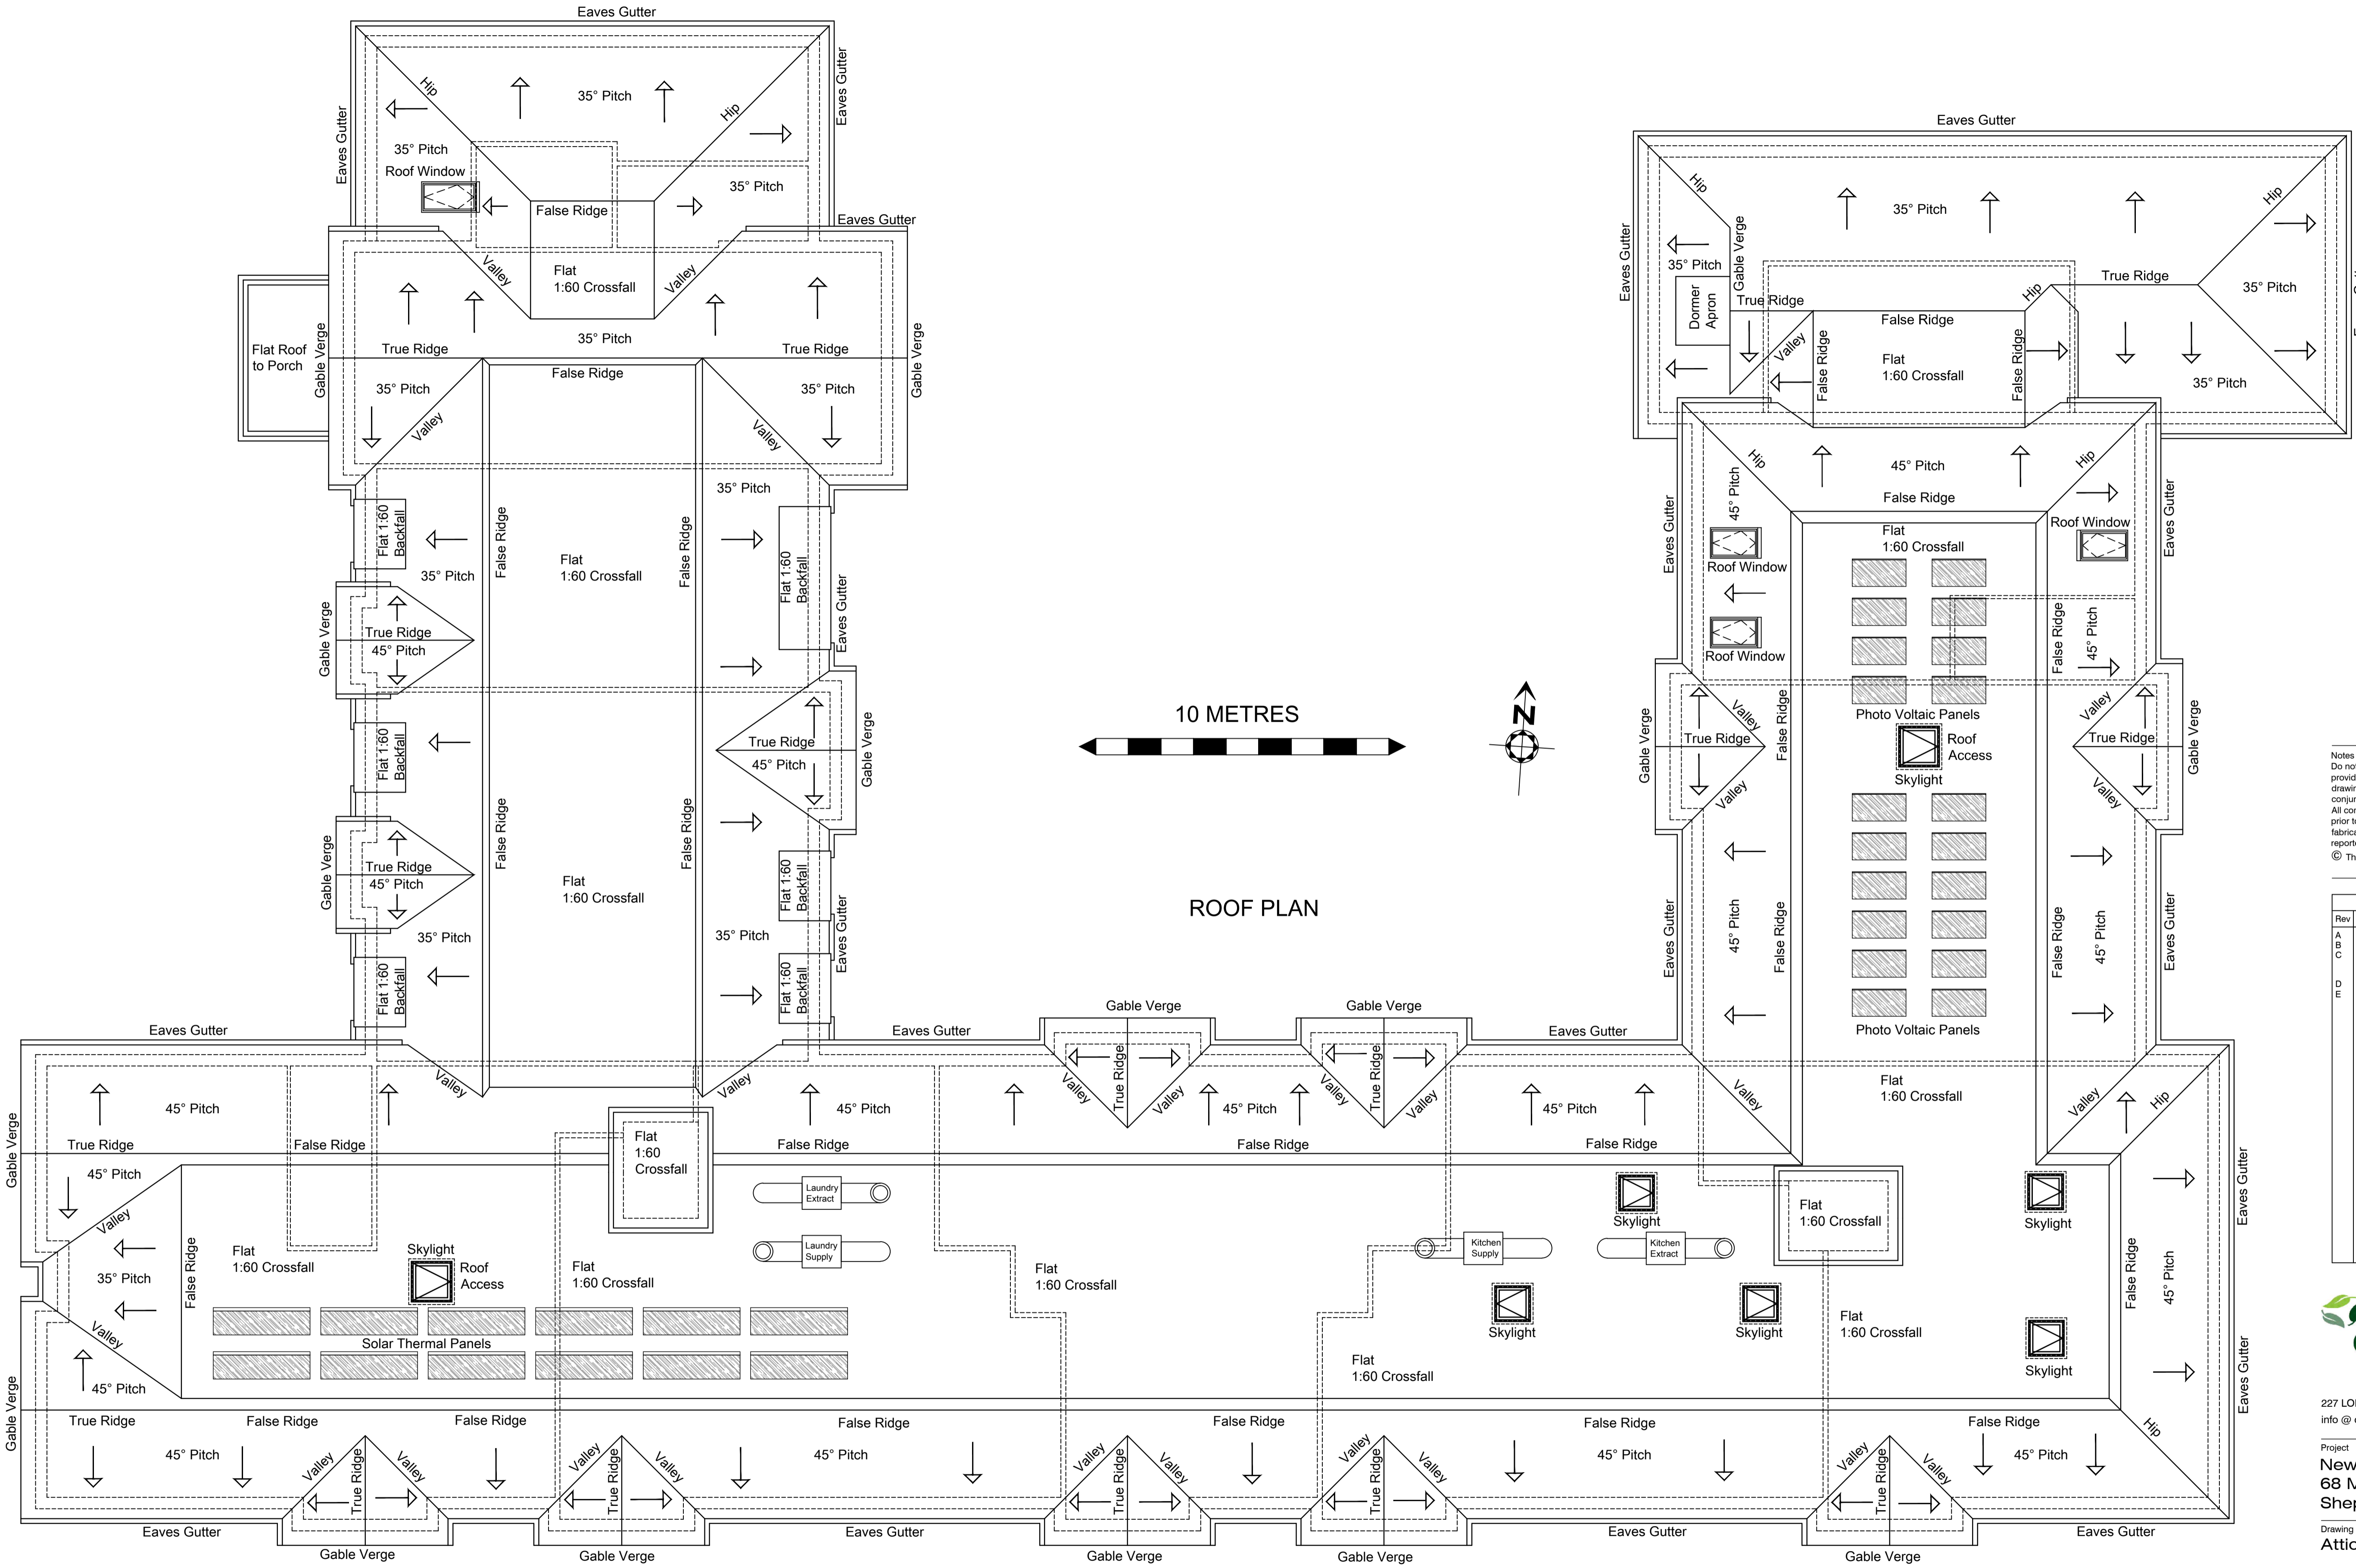 Eaves Gutter
Eaves Gutter
Eaves Gutter
Hip
Hip
35° Pitch
35° Pitch
Roof Window
35° Pitch
False Ridge
Eaves Gutter
Valley
Flat
1:60 Crossfall
Valley
35° Pitch
Flat Roof
to Porch
Gable Verge
True Ridge
False Ridge
True Ridge
Gable Verge
35° Pitch
35° Pitch
Valley
Valley
35° Pitch
Flat 1:60
Backfall
False Ridge
False Ridge
Flat
1:60 Crossfall
Flat 1:60
Backfall
Eaves Gutter
35° Pitch
Gable Verge
True Ridge
45° Pitch
Flat 1:60
Backfall
True Ridge
45° Pitch
Gable Verge
Gable Verge
True Ridge
45° Pitch
False Ridge
False Ridge
Flat
1:60 Crossfall
Flat 1:60
Backfall
Eaves Gutter
35° Pitch
35° Pitch
Flat 1:60
Backfall
Flat 1:60
Backfall
10 METRES
N
ROOF PLAN
Eaves Gutter
Eaves Gutter
Hip
Gable Verge
35° Pitch
Hip
35° Pitch
Dormer
Apron
True Ridge
Valley
False Ridge
False Ridge
Flat
1:60 Crossfall
False Ridge
Hip
True Ridge
35° Pitch
35° Pitch
Hip
45° Pitch
Hip
False Ridge
45° Pitch
Eaves Gutter
Flat
1:60 Crossfall
Roof Window
Eaves Gutter
Roof Window
Roof Window
False Ridge
45° Pitch
Photo Voltaic Panels
Gable Verge
Valley
True Ridge
Valley
False Ridge
Roof
Access
Skylight
Valley
True Ridge
Valley
Gable Verge
Eaves Gutter
45° Pitch
False Ridge
False Ridge
45° Pitch
Eaves Gutter
Photo Voltaic Panels
Eaves Gutter
Eaves Gutter
Gable Verge
Gable Verge
Eaves Gutter
Valley
Valley
Valley
True Ridge
Valley
Valley
True Ridge
Valley
Valley
Flat
1:60 Crossfall
Valley
Hip
45° Pitch
45° Pitch
45° Pitch
45° Pitch
Gable Verge
True Ridge
False Ridge
Flat
1:60
Crossfall
False Ridge
False Ridge
False Ridge
45° Pitch
Valley
Laundry
Extract
Laundry
Supply
Skylight
Flat
1:60 Crossfall
Skylight
Eaves Gutter
35° Pitch
False Ridge
Flat
1:60 Crossfall
Skylight
Roof
Access
Flat
1:60 Crossfall
Flat
1:60 Crossfall
Kitchen
Supply
Kitchen
Extract
False Ridge
45° Pitch
Valley
Solar Thermal Panels
Skylight
Skylight
Flat
1:60 Crossfall
Skylight
Flat
1:60 Crossfall
45° Pitch
Gable Verge
Eaves Gutter
True Ridge
False Ridge
False Ridge
False Ridge
False Ridge
False Ridge
False Ridge
Hip
45° Pitch
Valley
True Ridge
Valley
Valley
True Ridge
Valley
45° Pitch
Valley
True Ridge
Valley
Valley
True Ridge
Valley
45° Pitch
Valley
True Ridge
Valley
45° Pitch
Eaves Gutter
Gable Verge
Gable Verge
Eaves Gutter
Gable Verge
Gable Verge
Eaves Gutter
Gable Verge
Eaves Gutter
Notes
Do
All
prior
©
Rev
A
B
C
D
E
227
info @
Project
New
68
Drawing